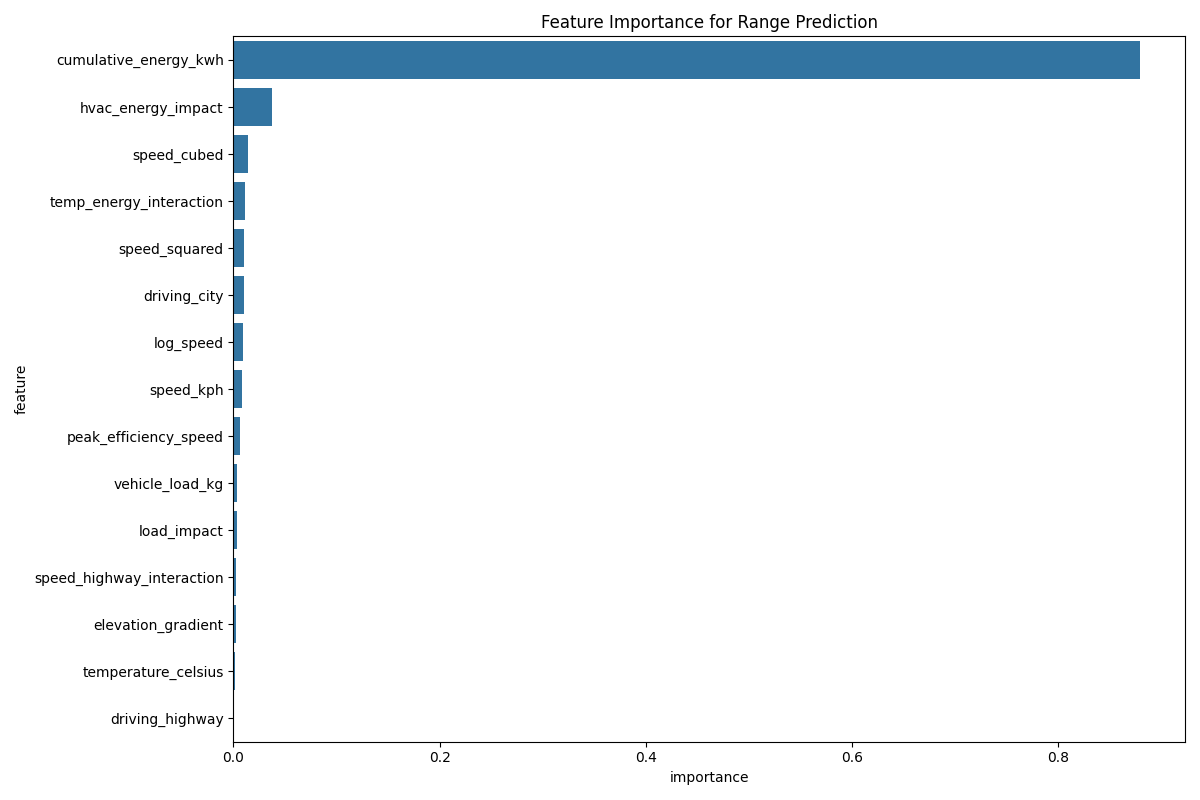 Feature Importance for Range Prediction
feature
cumulative_energy_kwh
hvac_energy_impact
speed_cubed
temp_energy_interaction
speed_squared
driving_city
log_speed
speed_kph
peak_efficiency_speed
vehicle_load_kg
load_impact
speed_highway_interaction
elevation_gradient
temperature_celsius
driving_highway
0.0 0.2 0.4 0.6 0.8
importance